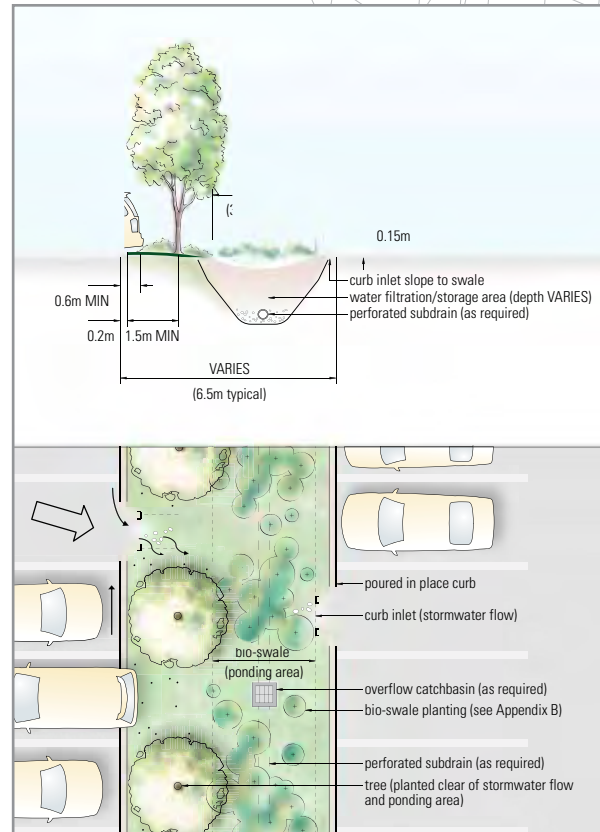 0.15m
curb inlet slope to swale
water filtration/storage area (depth VARIES)
perforated subdrain (as required)
0.6m MIN
0.2m
1.5m MIN
VARIES
(6.5m typical)
poured in place curb
curb inlet (stormwater flow)
bio-swale
(ponding area)
overflow catchbasin (as required)
bio-swale planting (see Appendix B)
perforated subdrain (as required)
tree (planted clear of stormwater flow
and ponding area)